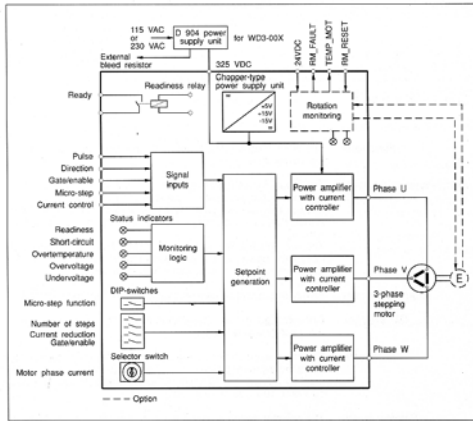 115 VAC
or
230 VAC
D 904 power
supply unit
for WD3-00X
External
bleed resistor
325 VDC
24VDC
RM_FAULT
TEMP_MOT
RM_RESET
Chopper-type
power supply unit
+5V
+15V
-15V
Rotation
monitoring
Ready
Readiness relay
Pulse
Direction
Gate/enable
Micro-step
Current control
Signal
inputs
Power amplifier
with current
controller
Phase U
Status indicators
Readiness
Short-circuit
Overtemperature
Overvoltage
Undervoltage
Monitoring
logic
Setpoint
generation
Power amplifier
with current
controller
Phase V
E
3-phase
stepping
motor
DIP-switches
Micro-step function
Number of steps
Current reduction
Gate/enable
Selector switch
Motor phase current
Power amplifier
with current
controller
Phase W
Option